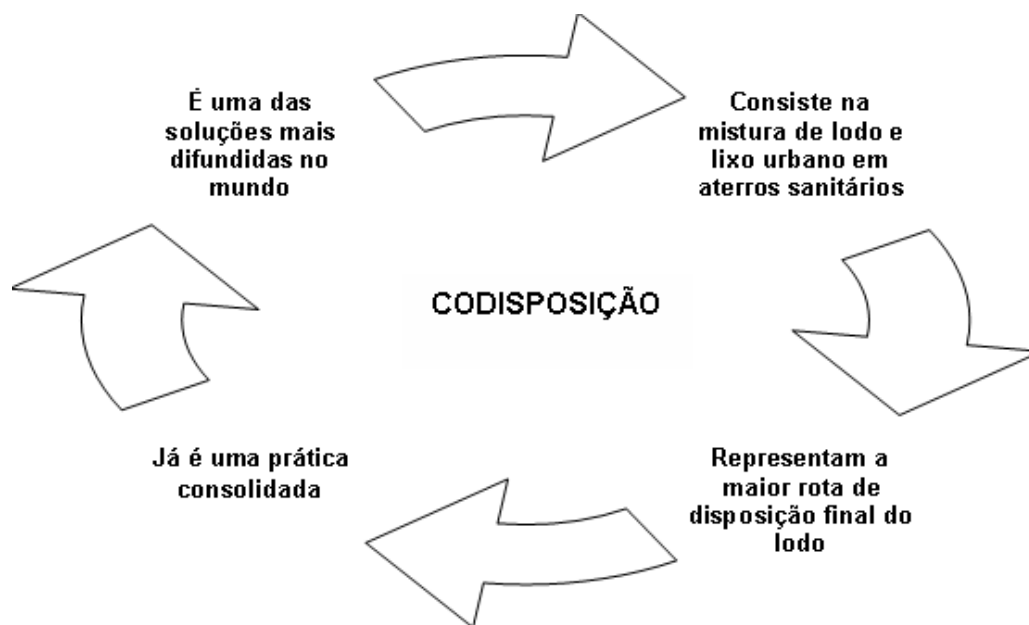 É uma das
soluções mais
difundidas no
mundo
Consiste na
mistura de lodo e
lixo urbano em
aterros sanitários
CODISPOSIÇÃO
Já é uma prática
consolidada
Representam a
maior rota de
disposição final do
lodo